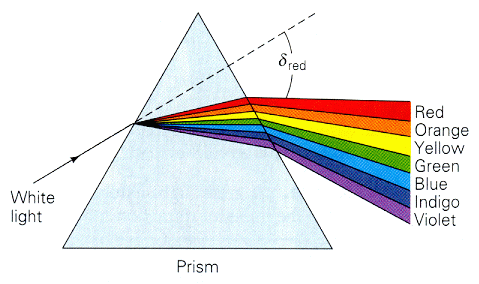 δred
Red
Orange
Yellow
Green
Blue
Indigo
Violet
White
light
Prism